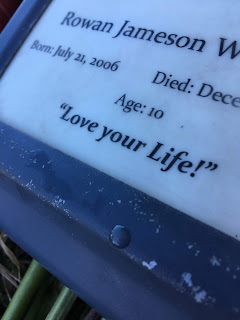 Rowan Jameson W
Born: July 21, 2006
Died: Dece
Age: 10
“Love your Life!”